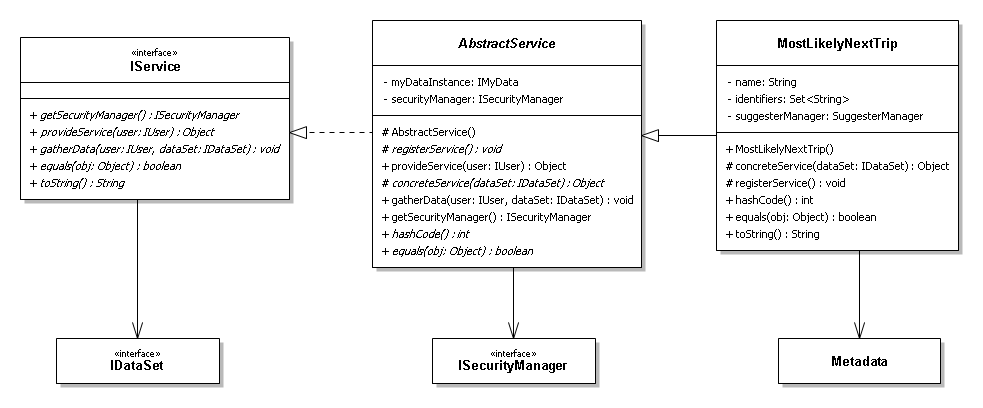 «interface»
IService
+ getSecurityManager() : ISecurityManager
+ provideService(user: IUser) : Object
+ gatherData(user: IUser, dataSet: IDataSet) : void
+ equals(obj: Object) : boolean
+ toString() : String
AbstractService
- myDataInstance: IMyData
- securityManager: ISecurityManager
# AbstractService()
# registerService() : void
+ provideService(user: IUser) : Object
# concreteService(dataSet: IDataSet) : Object
+ gatherData(user: IUser, dataSet: IDataSet) : void
+ getSecurityManager() : ISecurityManager
+ hashCode() : int
+ equals(obj: Object) : boolean
MostLikelyNextTrip
- name: String
- identifiers: Set<String>
- suggesterManager: SuggesterManager
+ MostLikelyNextTrip()
# concreteService(dataSet: IDataSet) : Object
# registerService() : void
+ hashCode() : int
+ equals(obj: Object) : boolean
+ toString() : String
«interface»
IDataSet
«interface»
ISecurityManager
Metadata